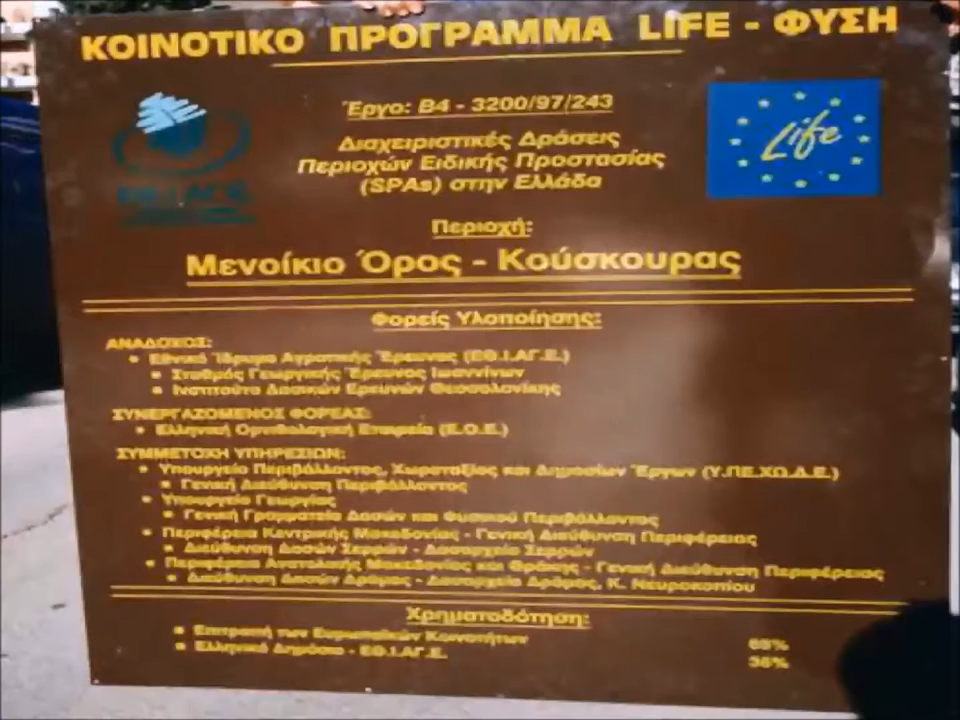 ΚΟΙΝΟΤΙΚΟ ΠΡΟΓΡΑΜΜΑ LIFE - ΦΥΣΗ
Έργο: Β4 - 3200/97/243
Life
Διαχειριστικές Δράσεις
Περιοχών Ειδικής Προστασίας
(SPAs) στην Ελλάδα
Περιοχή:
Μενοίκιο Όρος - Κούσκουρας
Φορείς Υλοποίησης:
ΑΝΑΔΟΧΟΣ:
Εθνικό Ίδρυμα Αγροτικής Έρευνας (ΕΘ.Ι.ΑΓ.Ε.)
Σταθμός Γεωργικής Έρευνας Ιωαννίνων
Ινστιτούτο Δασικών Ερευνών Θεσσαλονίκης
ΣΥΝΕΡΓΑΖΟΜΕΝΟΣ ΦΟΡΕΑΣ:
Ελληνική Ορνιθολογική Εταιρεία (Ε.Ο.Ε.)
ΣΥΜΜΕΤΟΧΗ ΥΠΗΡΕΣΙΩΝ:
Υπουργείο Περιβάλλοντος, Χωροταξίας και Δημοσίων Έργων (Υ.ΠΕ.ΧΩ.Δ.Ε.)
Γενική Διεύθυνση Περιβάλλοντος
Υπουργείο Γεωργίας
Γενική Γραμματεία Δασών και Φυσικού Περιβάλλοντος
Περιφέρεια Κεντρικής Μακεδονίας - Γενική Διεύθυνση Περιφέρειας
Διεύθυνση Δασών Σερρών - Δασαρχείο Σερρών
Περιφέρεια Ανατολικής Μακεδονίας και Θράκης - Γενική Διεύθυνση Περιφέρειας
Διεύθυνση Δασών Δράμας - Δασαρχεία Δράμας, Κ. Νευροκοπίου
Χρηματοδότηση:
Επιτροπή των Ευρωπαϊκών Κοινοτήτων
Ελληνικό Δημόσιο - ΕΘ.Ι.ΑΓ.Ε.